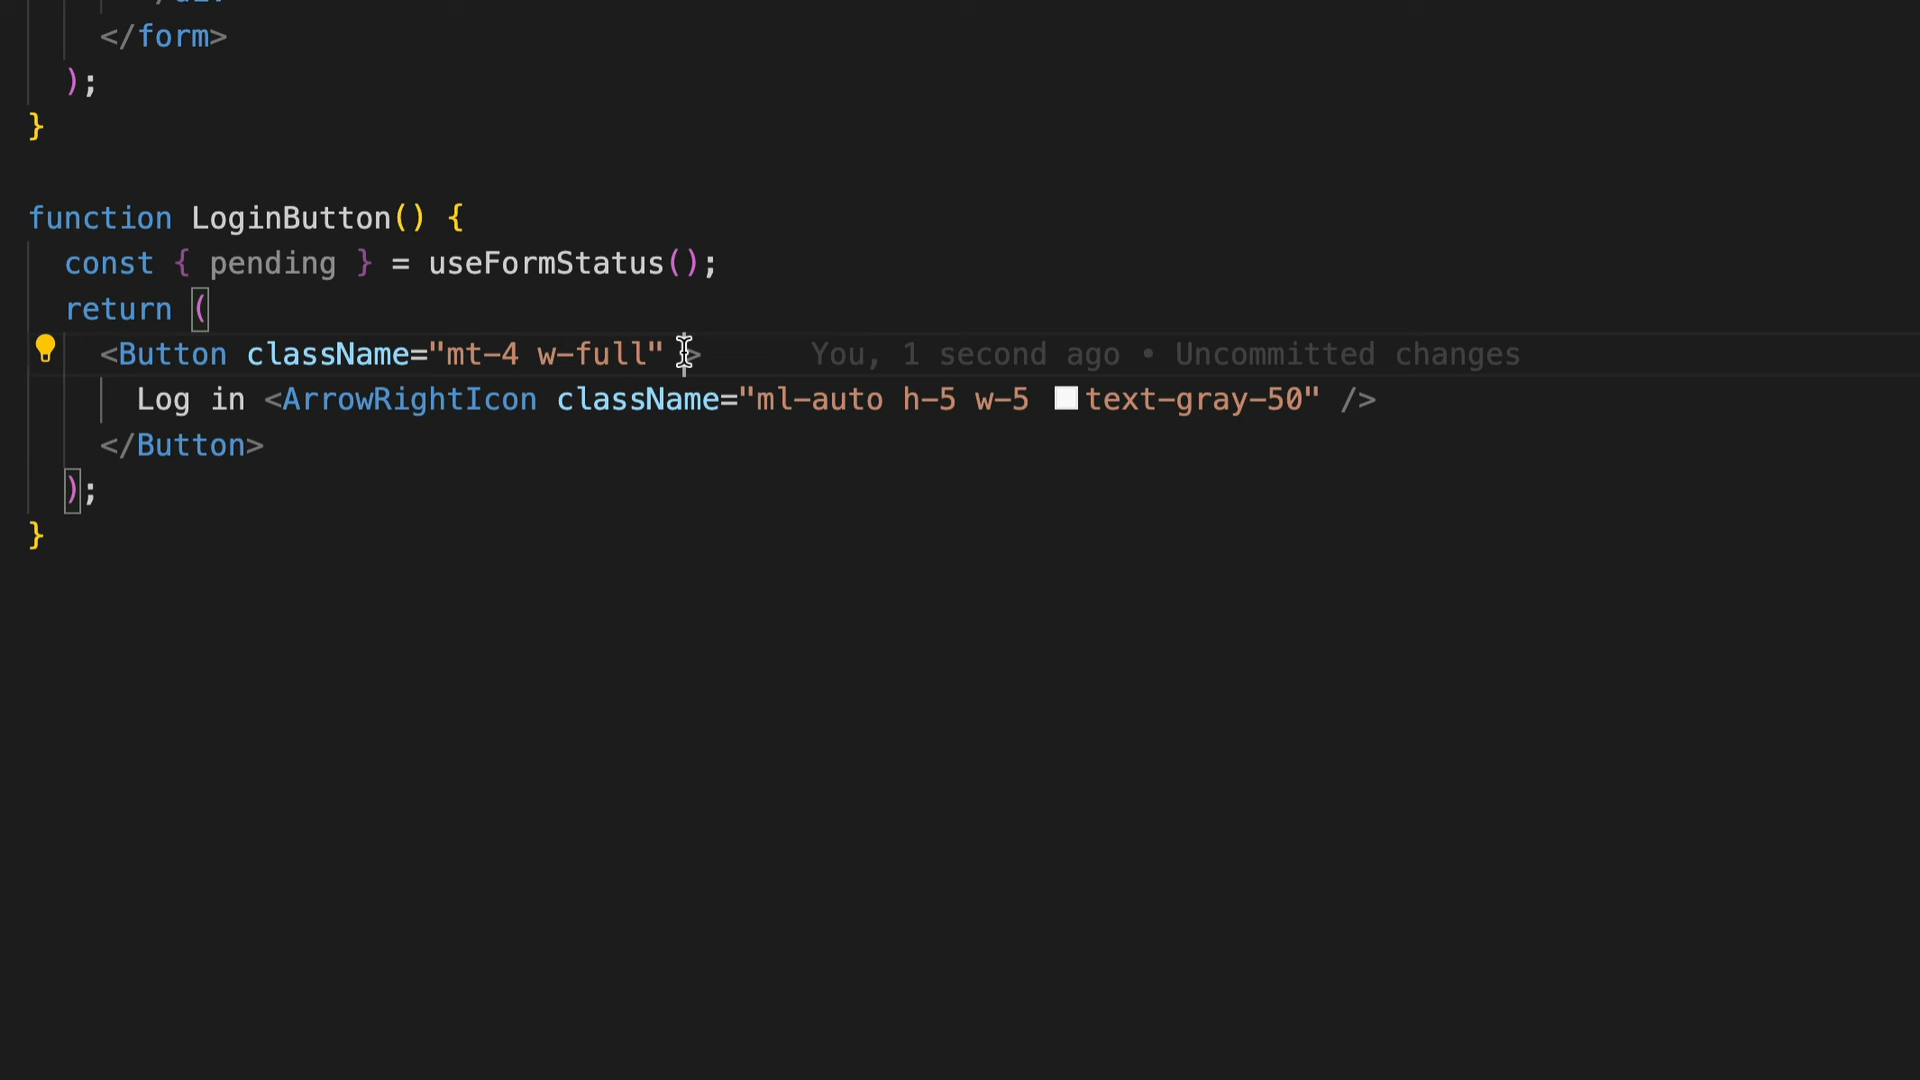 </form>
);
}
function LoginButton() {
const { pending } = useFormStatus();
return (
<Button className="mt-4 w-full" > You, 1 second ago • Uncommitted changes
Log in <ArrowRightIcon className="ml-auto h-5 w-5 text-gray-50" />
</Button>
);
}